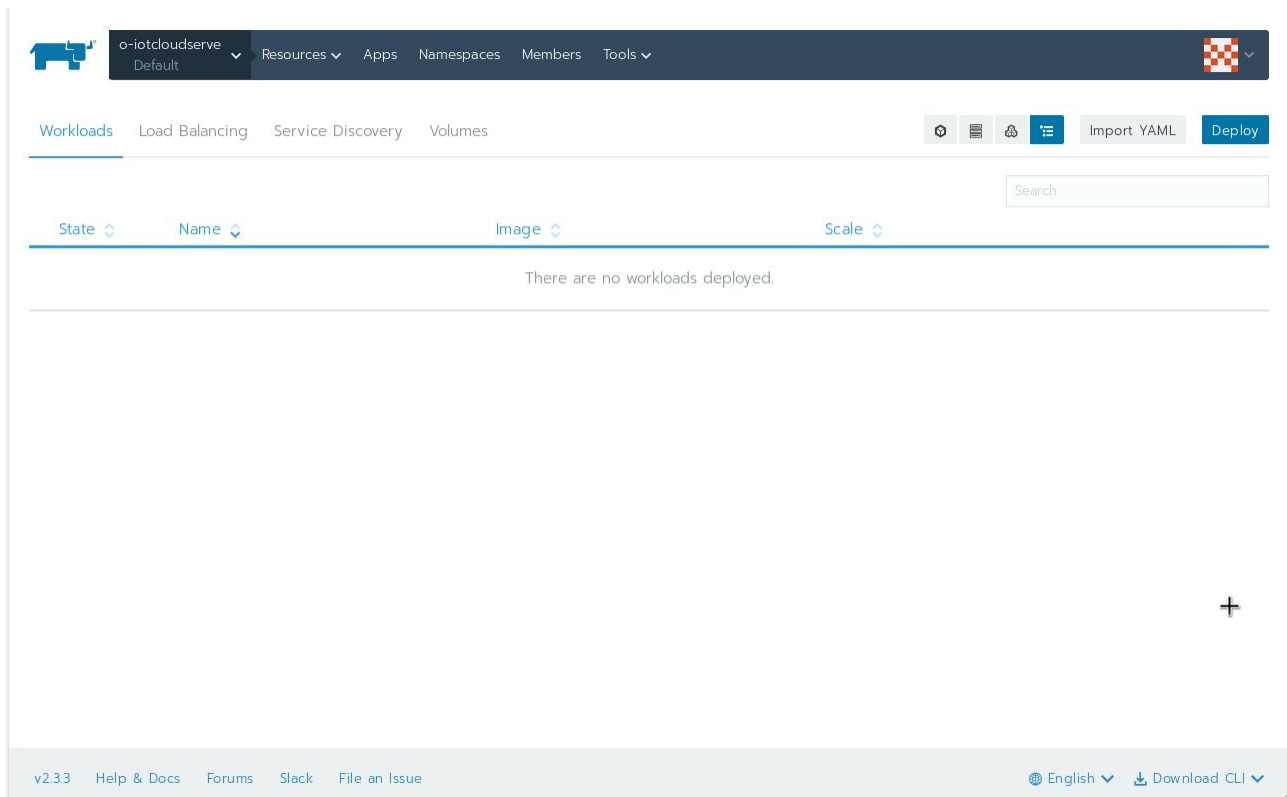 o-iotcloudserve
Default
Resources Apps Namespaces Members Tools
Workloads Load Balancing Service Discovery Volumes Import YAML Deploy
Search
State Name Image Scale
There are no workloads deployed.
v2.3.3 Help & Docs Forums Slack File an Issue English Download CLI